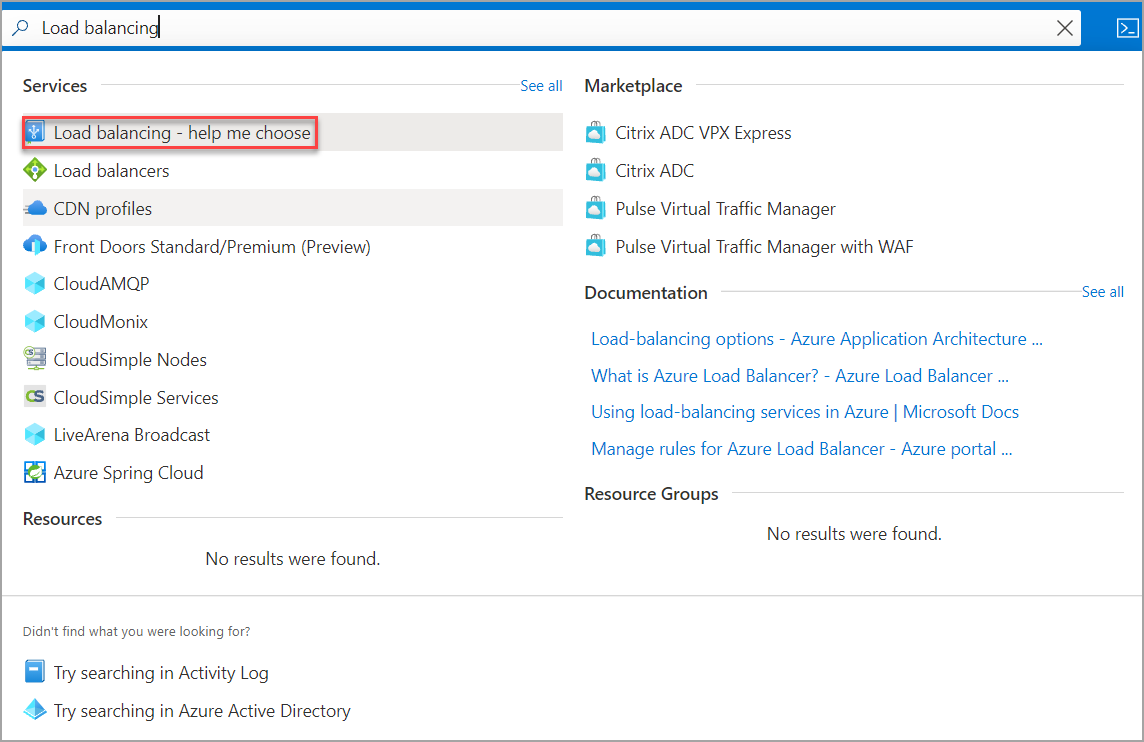 Load balancing
Services
See all
Load balancing - help me choose
Load balancers
CDN profiles
Front Doors Standard/Premium (Preview)
CloudAMQP
CloudMonix
CloudSimple Nodes
CloudSimple Services
LiveArena Broadcast
Azure Spring Cloud
Resources
No results were found.
Marketplace
Citrix ADC VPX Express
Citrix ADC
Pulse Virtual Traffic Manager
Pulse Virtual Traffic Manager with WAF
Documentation
See all
Load-balancing options - Azure Application Architecture ...
What is Azure Load Balancer? - Azure Load Balancer ...
Using load-balancing services in Azure | Microsoft Docs
Manage rules for Azure Load Balancer - Azure portal ...
Resource Groups
No results were found.
Didn't find what you were looking for?
Try searching in Activity Log
Try searching in Azure Active Directory